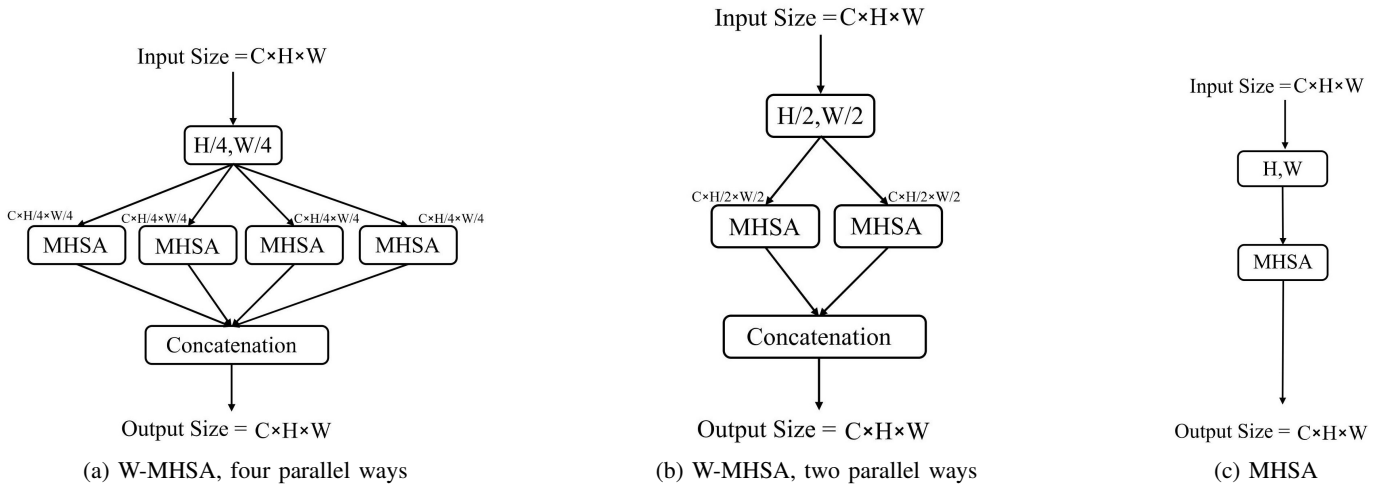 Input Size = C×H×W
H/4,W/4
C×H/4×W/4
C×H/4×W/4
C×H/4×W/4
C×H/4×W/4
MHSA
MHSA
MHSA
MHSA
Concatenation
Output Size = C×H×W
(a) W-MHSA, four parallel ways
Input Size = C×H×W
H/2,W/2
C×H/2×W/2
C×H/2×W/2
MHSA
MHSA
Concatenation
Output Size = C×H×W
(b) W-MHSA, two parallel ways
Input Size = C×H×W
H,W
MHSA
Output Size = C×H×W
(c) MHSA